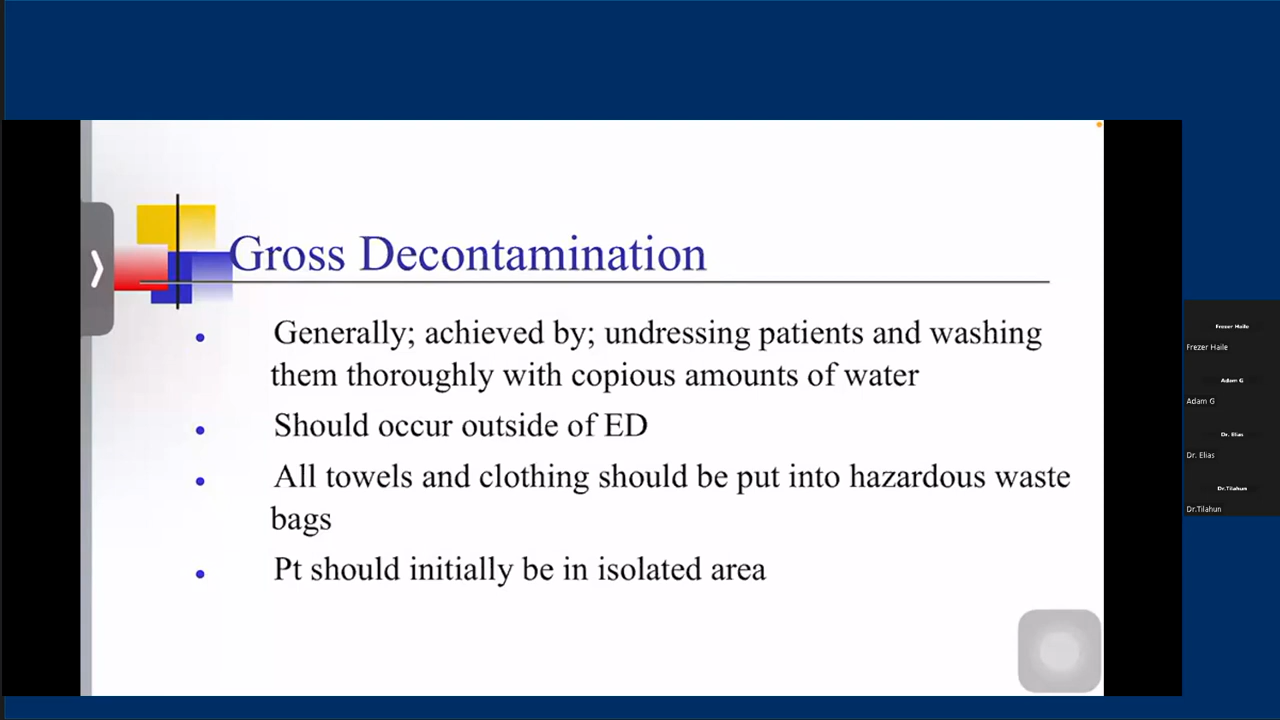 Gross Decontamination
• Generally; achieved by; undressing patients and washing
them thoroughly with copious amounts of water
• Should occur outside of ED
• All towels and clothing should be put into hazardous waste
bags
• Pt should initially be in isolated area
Frezer Haile
Frezer Haile
Adam G
Adam G
Dr. Elias
Dr. Elias
Dr.Tilahun
Dr.Tilahun